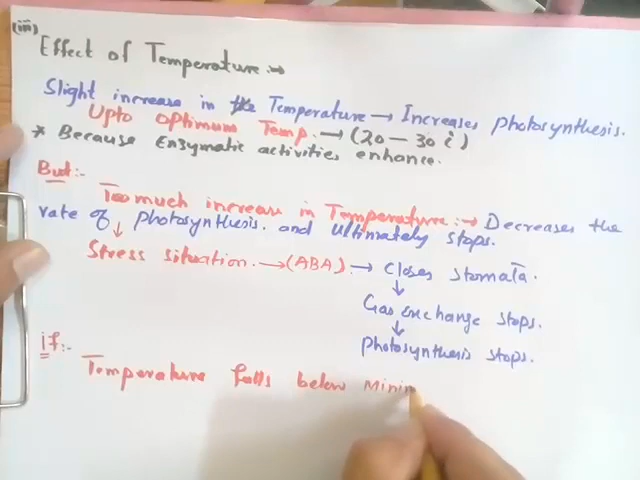 (iii)
Effect of Temperature:→
Slight increase in the Temperature → Increases Photosynthesis.
Upto Optimum Temp. → (20 – 30 c̊)
* Because Enzymatic activities enhance.
But:-
Too much increase in Temperature:→ Decreases the
rate of photosynthesis. and Ultimately stops.
↓
Stress situation. → (ABA) → Closes Stomata.
↓
Gas exchange stops.
↓
Photosynthesis stops.
if:-
Temperature falls below Minim